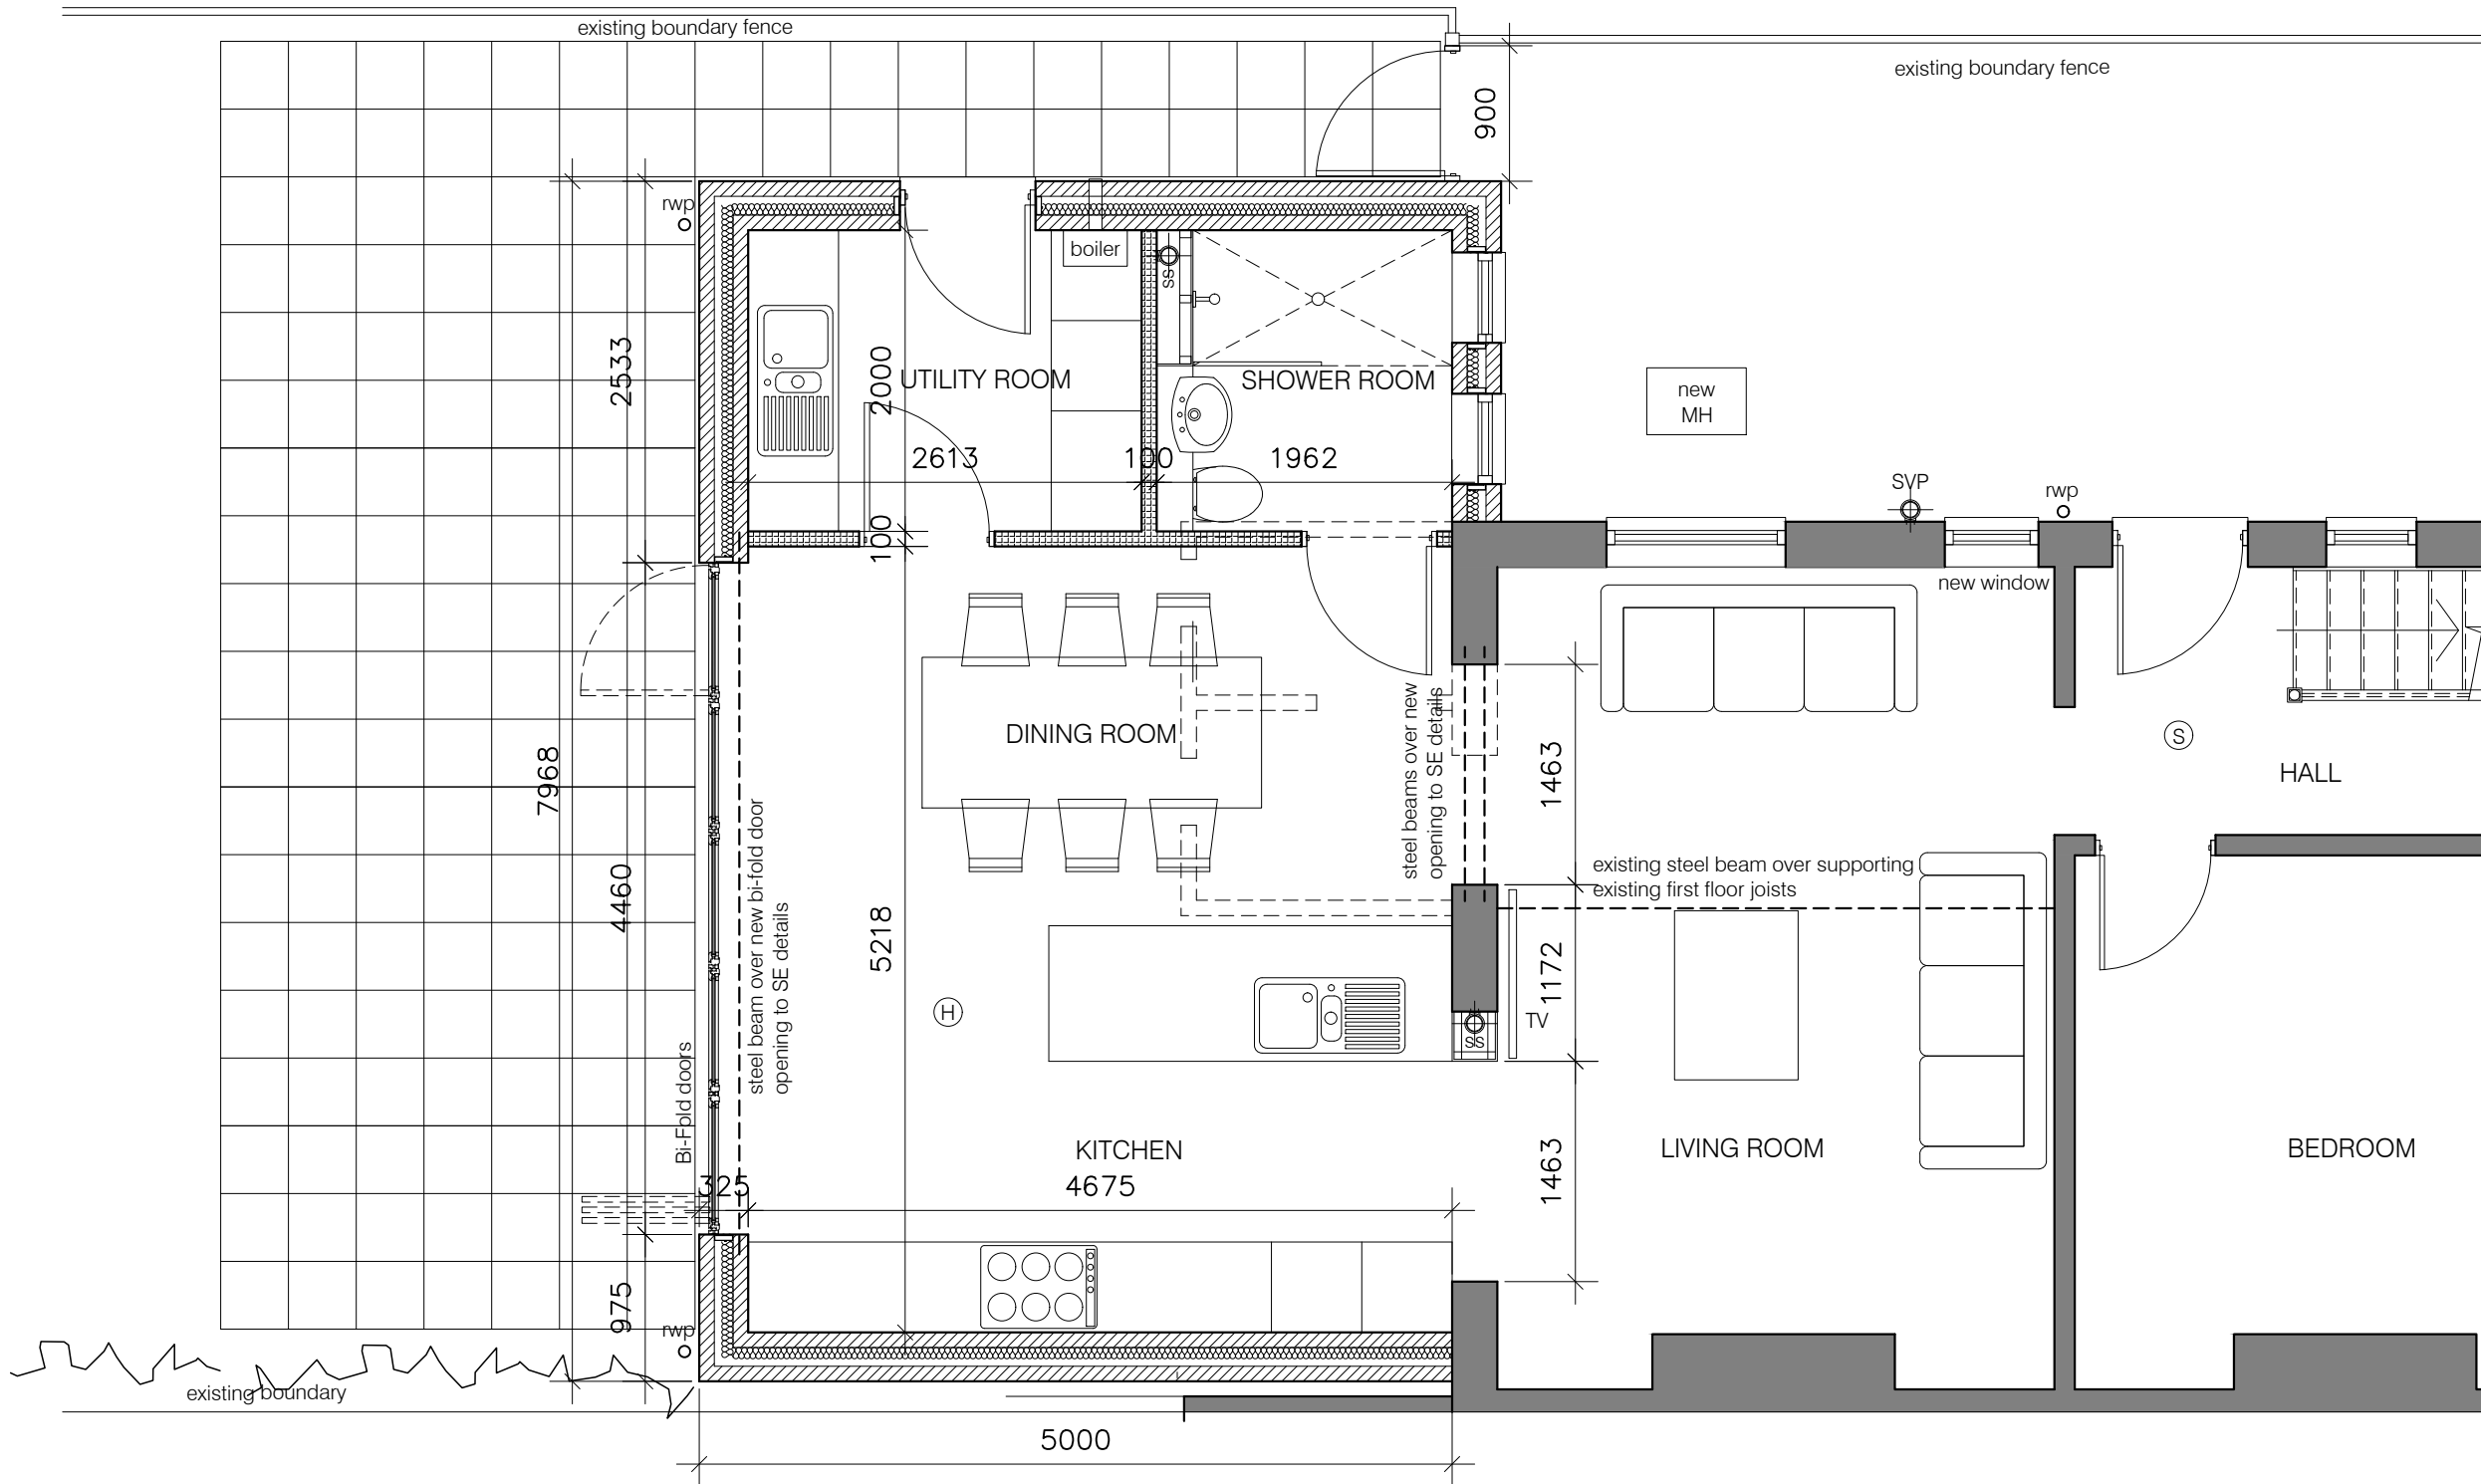 existing boundary fence
existing boundary fence
900
rwp
boiler
SS
2533
2000
UTILITY ROOM
SHOWER ROOM
new
MH
2613
100
1962
SVP
rwp
100
new window
DINING ROOM
steel beams over new
opening to SE details
1463
S
HALL
7968
4460
5218
steel beam over new bi-fold door
opening to SE details
existing steel beam over supporting
existing first floor joists
H
1172
TV
SS
Bi-Fold doors
KITCHEN
LIVING ROOM
BEDROOM
325
4675
1463
975
rwp
existing boundary
5000